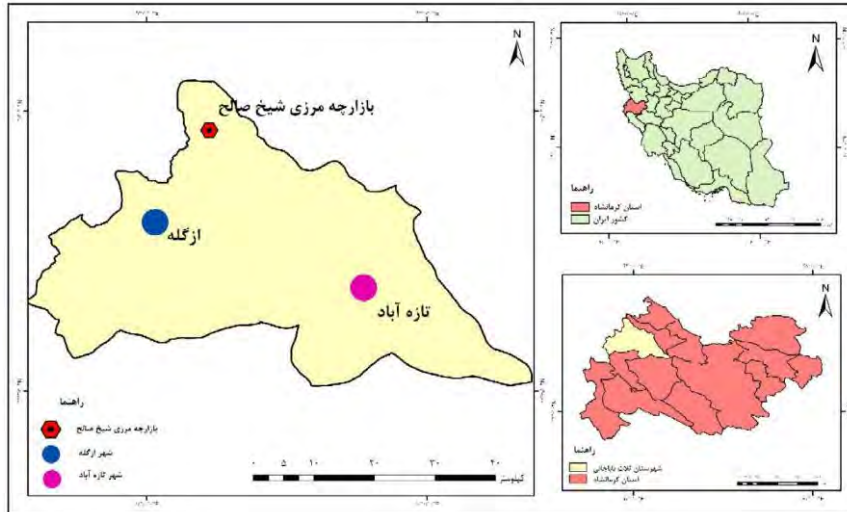 N
بازارچه مرزی شیخ صالح
ازگله
تازه آباد
راهنما
بازارچه مرزی شیخ صالح
شهر ازگله
شهر تازه آباد
۰ ۵ ۱۰ ۲۰ ۳۰ ۴۰
کیلومتر
N
راهنما
استان کرمانشاه
کشور ایران
N
راهنما
شهرستان ثلاث باباجانی
استان کرمانشاه